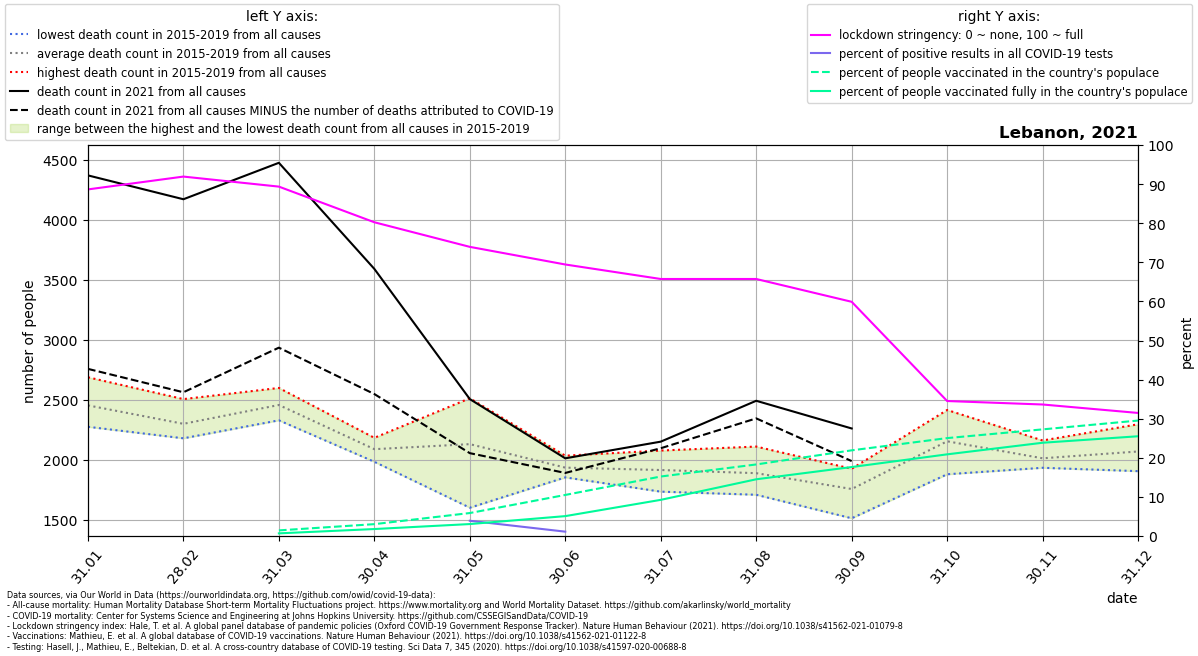 left Y axis:
lowest death count in 2015-2019 from all causes
average death count in 2015-2019 from all causes
highest death count in 2015-2019 from all causes
death count in 2021 from all causes
death count in 2021 from all causes MINUS the number of deaths attributed to COVID-19
range between the highest and the lowest death count from all causes in 2015-2019
right Y axis:
lockdown stringency: 0 ~ none, 100 ~ full
percent of positive results in all COVID-19 tests
percent of people vaccinated in the country's populace
percent of people vaccinated fully in the country's populace
Lebanon, 2021
number of people
4500
4000
3500
3000
2500
2000
1500
percent
100
90
80
70
60
50
40
30
20
10
0
31.01
28.02
31.03
30.04
31.05
30.06
31.07
31.08
30.09
31.10
30.11
31.12
date
Data sources, via Our World in Data (https://ourworldindata.org, https://github.com/owid/covid-19-data):
- All-cause mortality: Human Mortality Database Short-term Mortality Fluctuations project. https://www.mortality.org and World Mortality Dataset. https://github.com/akarlinsky/world_mortality
- COVID-19 mortality: Center for Systems Science and Engineering at Johns Hopkins University. https://github.com/CSSEGISandData/COVID-19
- Lockdown stringency index: Hale, T. et al. A global panel database of pandemic policies (Oxford COVID-19 Government Response Tracker). Nature Human Behaviour (2021). https://doi.org/10.1038/s41562-021-01079-8
- Vaccinations: Mathieu, E. et al. A global database of COVID-19 vaccinations. Nature Human Behaviour (2021). https://doi.org/10.1038/s41562-021-01122-8
- Testing: Hasell, J., Mathieu, E., Beltekian, D. et al. A cross-country database of COVID-19 testing. Sci Data 7, 345 (2020). https://doi.org/10.1038/s41597-020-00688-8